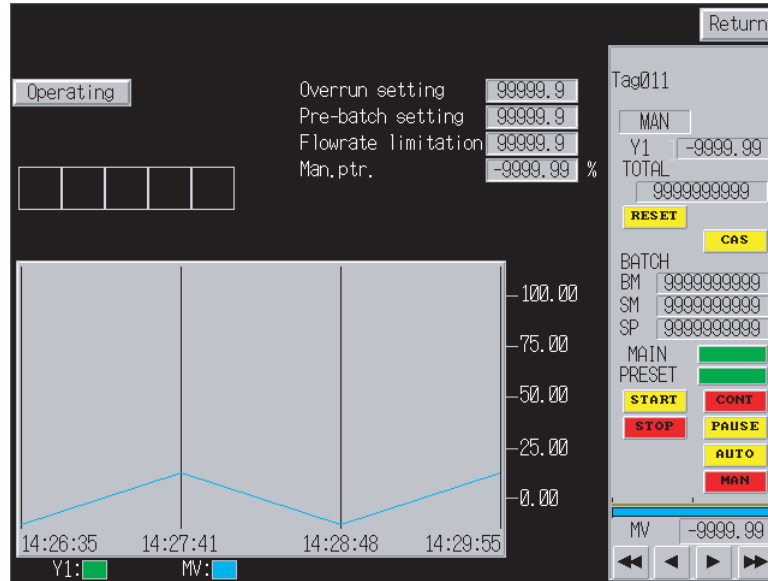 Return
Operating
Overrun setting 99999.9
Pre-batch setting 99999.9
Flowrate limitation 99999.9
Man.ptr. -9999.99 %
Tag011
MAN
Y1 -9999.99
TOTAL
9999999999
RESET
CAS
BATCH
BM 9999999999
SM 9999999999
SP 9999999999
MAIN
PRESET
START CONT
STOP PAUSE
AUTO
MAN
MV -9999.99
100.00
75.00
50.00
25.00
0.00
14:26:35 14:27:41 14:28:48 14:29:55
Y1: MV: